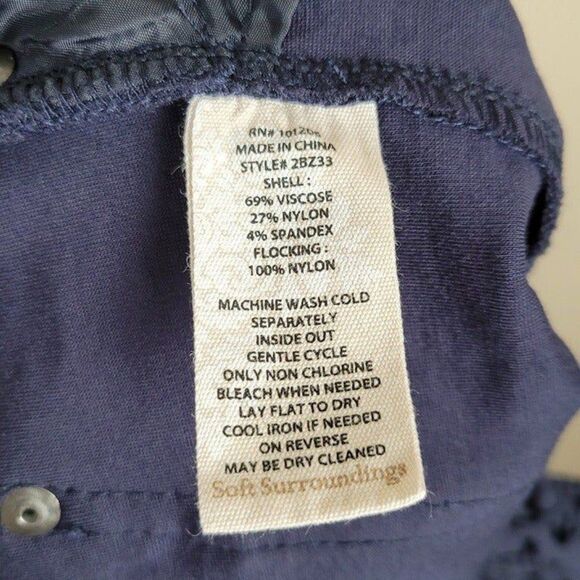 RN# 101206
MADE IN CHINA
STYLE# 2BZ33
SHELL :
69% VISCOSE
27% NYLON
4% SPANDEX
FLOCKING :
100% NYLON
MACHINE WASH COLD
SEPARATELY
INSIDE OUT
GENTLE CYCLE
ONLY NON CHLORINE
BLEACH WHEN NEEDED
LAY FLAT TO DRY
COOL IRON IF NEEDED
ON REVERSE
MAY BE DRY CLEANED
Soft Surroundings